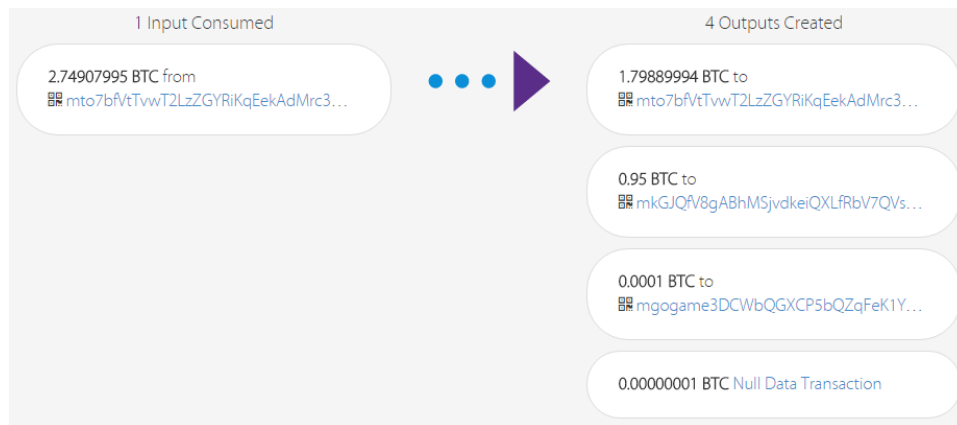 1 Input Consumed
2.74907995 BTC from
mto7bfVtTvwT2LzZGYRiKqEekAdMrc3...
4 Outputs Created
1.79889994 BTC to
mto7bfVtTvwT2LzZGYRiKqEekAdMrc3...
0.95 BTC to
mkGJQfV8gABhMSjvdkeiQXLfRbV7QVs...
0.0001 BTC to
mgogame3DCWbQGXCP5bQZqFeK1Y...
0.00000001 BTC Null Data Transaction